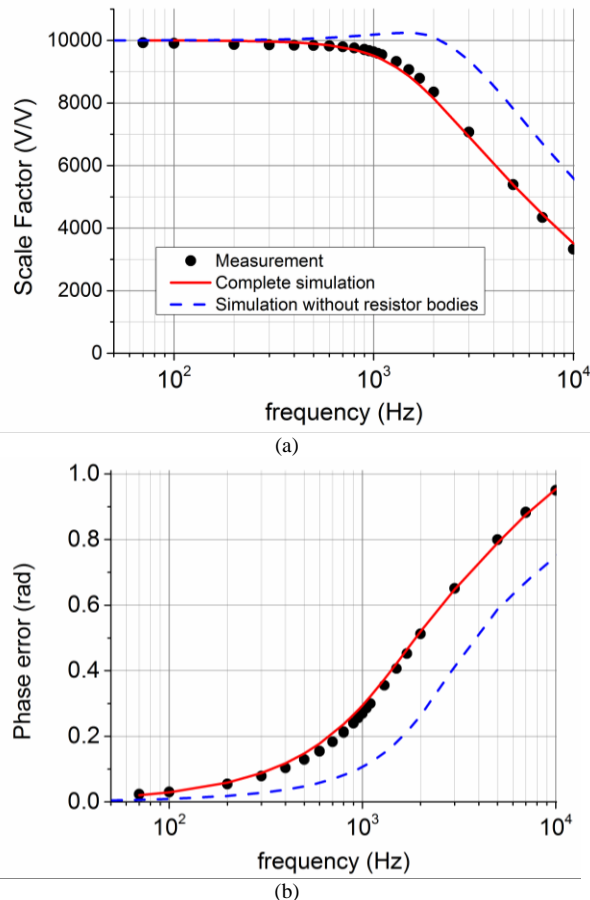 10000
8000
6000
4000
2000
0
Scale Factor (V/V)
Measurement
Complete simulation
Simulation without resistor bodies
10² 10³ 10⁴
frequency (Hz)
(a)
1.0
0.8
0.6
0.4
0.2
0.0
Phase error (rad)
10² 10³ 10⁴
frequency (Hz)
(b)